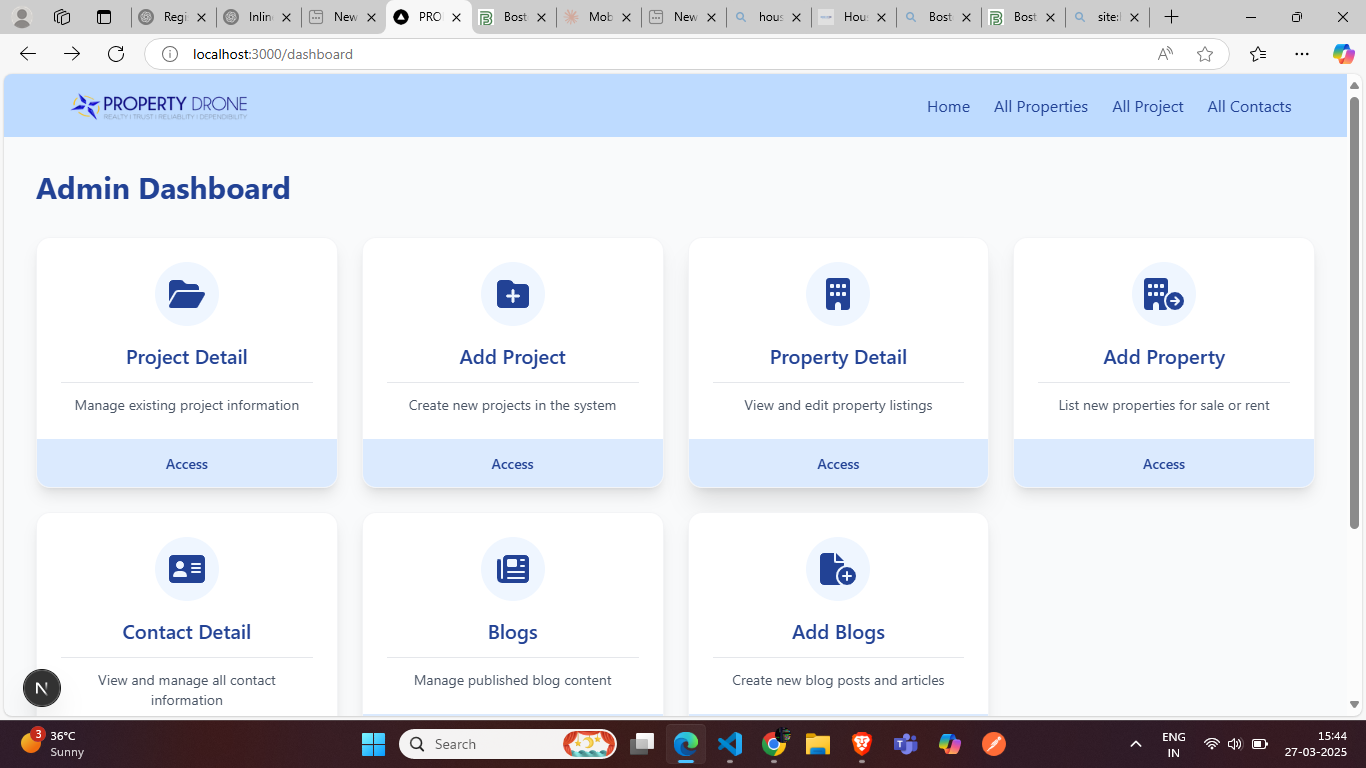 Regi
Inline
New
PRO
Bost
Mob
New
hous
Hou
Bost
Bost
site:l
localhost:3000/dashboard
PROPERTY DRONE
REALTY | TRUST | RELIABLITY | DEPENDIBILITY
Home
All Properties
All Project
All Contacts
Admin Dashboard
Project Detail
Manage existing project information
Access
Add Project
Create new projects in the system
Access
Property Detail
View and edit property listings
Access
Add Property
List new properties for sale or rent
Access
Contact Detail
View and manage all contact
information
Blogs
Manage published blog content
Add Blogs
Create new blog posts and articles
N
3
36°C
Sunny
Search
ENG
IN
15:44
27-03-2025